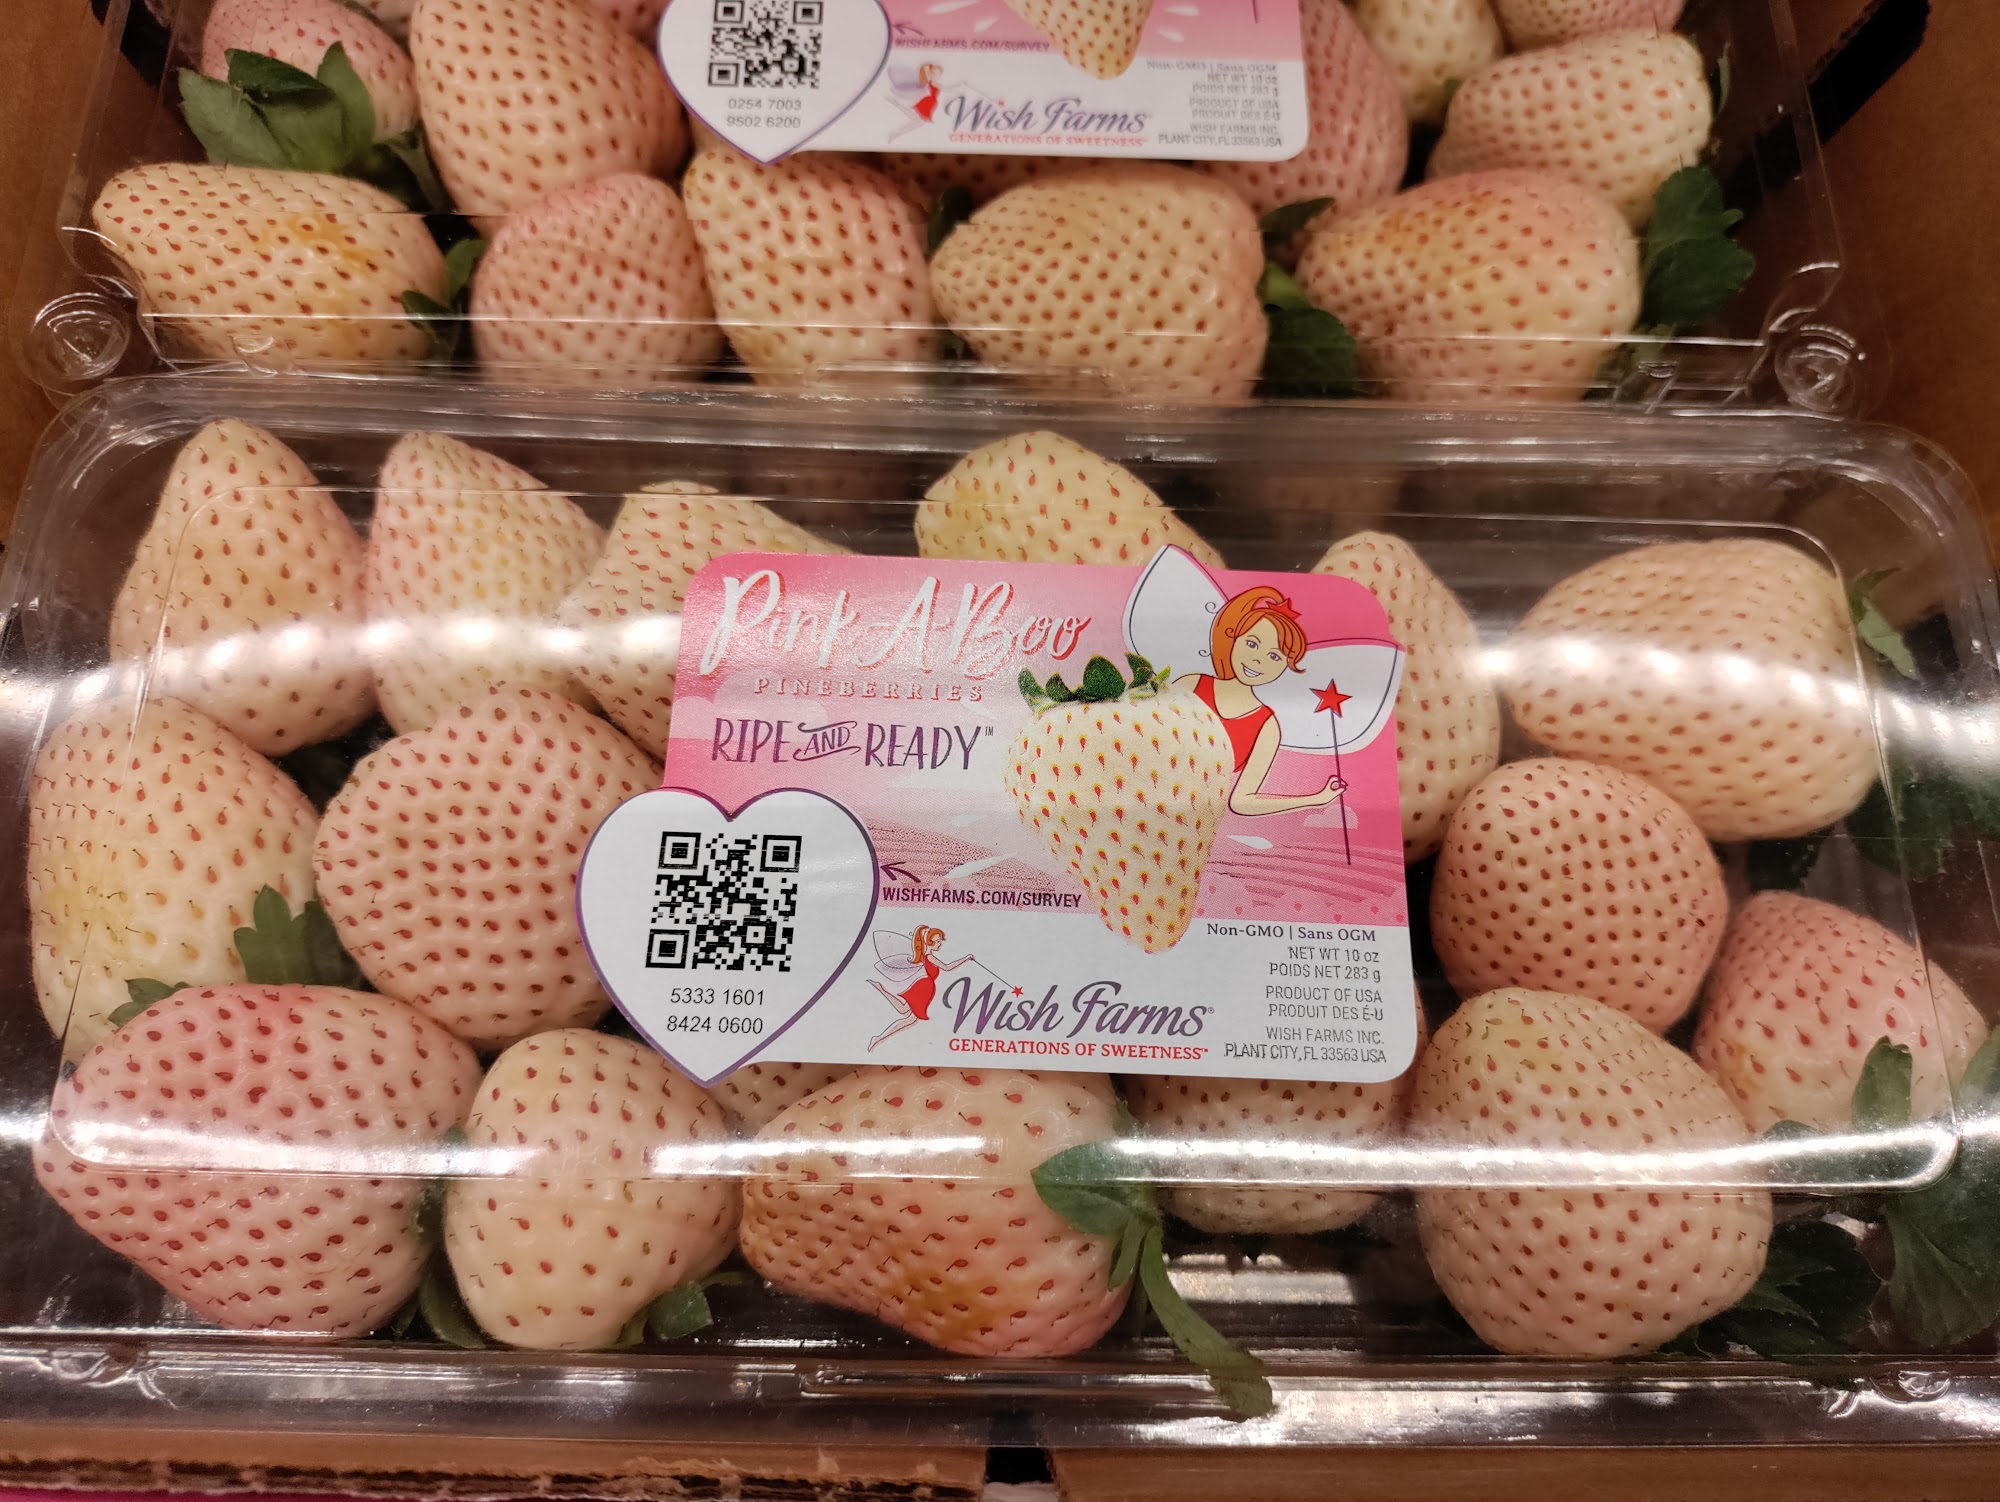 WISHFARMS.COM/SURVEY
0254 7003
9502 6200
Wish Farms
GENERATIONS OF SWEETNESS
Non-GMO | Sans OGM
NET WT 10 oz
POIDS NET 283 g
PRODUCT OF USA
PRODUIT DES É-U
WISH FARMS INC.
PLANT CITY, FL 33563 USA
Pink-A-Boo
PINEBERRIES
RIPE AND READY™
WISHFARMS.COM/SURVEY
5333 1601
8424 0600
Wish Farms®
GENERATIONS OF SWEETNESS™
Non-GMO | Sans OGM
NET WT 10 oz
POIDS NET 283 g
PRODUCT OF USA
PRODUIT DES É-U
WISH FARMS INC.
PLANT CITY, FL 33563 USA